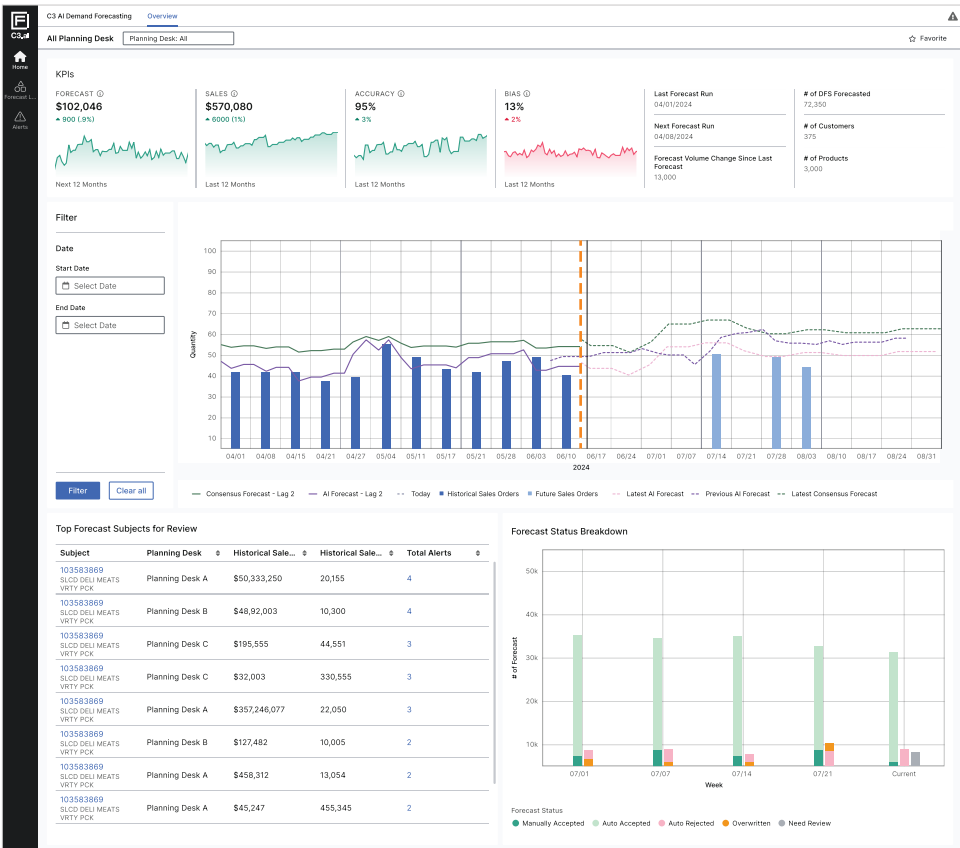 C3 AI Demand Forecasting
Overview
C3.ai
All Planning Desk
Planning Desk: All
Favorite
Home
Forecast L...
Alerts
KPIs
FORECAST
$102,046
900 (.9%)
Next 12 Months
SALES
$570,080
6000 (1%)
Last 12 Months
ACCURACY
95%
3%
Last 12 Months
BIAS
13%
2%
Last 12 Months
Last Forecast Run
04/01/2024
Next Forecast Run
04/08/2024
Forecast Volume Change Since Last
Forecast
13,000
# of DFS Forecasted
72,350
# of Customers
375
# of Products
3,000
Filter
Date
Start Date
Select Date
End Date
Select Date
Filter
Clear all
Quantity
100
90
80
70
60
50
40
30
20
10
04/01 04/08 04/15 04/21 04/27 05/04 05/11 05/17 05/21 05/28 06/03 06/10 06/17 06/24 07/01 07/07 07/14 07/21 07/28 08/03 08/10 08/17 08/24 08/31
2024
Consensus Forecast - Lag 2
AI Forecast - Lag 2
Today
Historical Sales Orders
Future Sales Orders
Latest AI Forecast
Previous AI Forecast
Latest Consensus Forecast
Top Forecast Subjects for Review
Subject Planning Desk Historical Sale... Historical Sale... Total Alerts
103583869
SLCD DELI MEATS
VRTY PCK
Planning Desk A $50,333,250 20,155 4
103583869
SLCD DELI MEATS
VRTY PCK
Planning Desk B $48,92,003 10,300 4
103583869
SLCD DELI MEATS
VRTY PCK
Planning Desk C $195,555 44,551 3
103583869
SLCD DELI MEATS
VRTY PCK
Planning Desk C $32,003 330,555 3
103583869
SLCD DELI MEATS
VRTY PCK
Planning Desk A $357,246,077 22,050 3
103583869
SLCD DELI MEATS
VRTY PCK
Planning Desk B $127,482 10,005 2
103583869
SLCD DELI MEATS
VRTY PCK
Planning Desk A $458,312 13,054 2
103583869
SLCD DELI MEATS
VRTY PCK
Planning Desk A $45,247 455,345 2
Forecast Status Breakdown
# of Forecast
50k
40k
30k
20k
10k
07/01 07/07 07/14 07/21 Current
Week
Forecast Status
Manually Accepted
Auto Accepted
Auto Rejected
Overwritten
Need Review